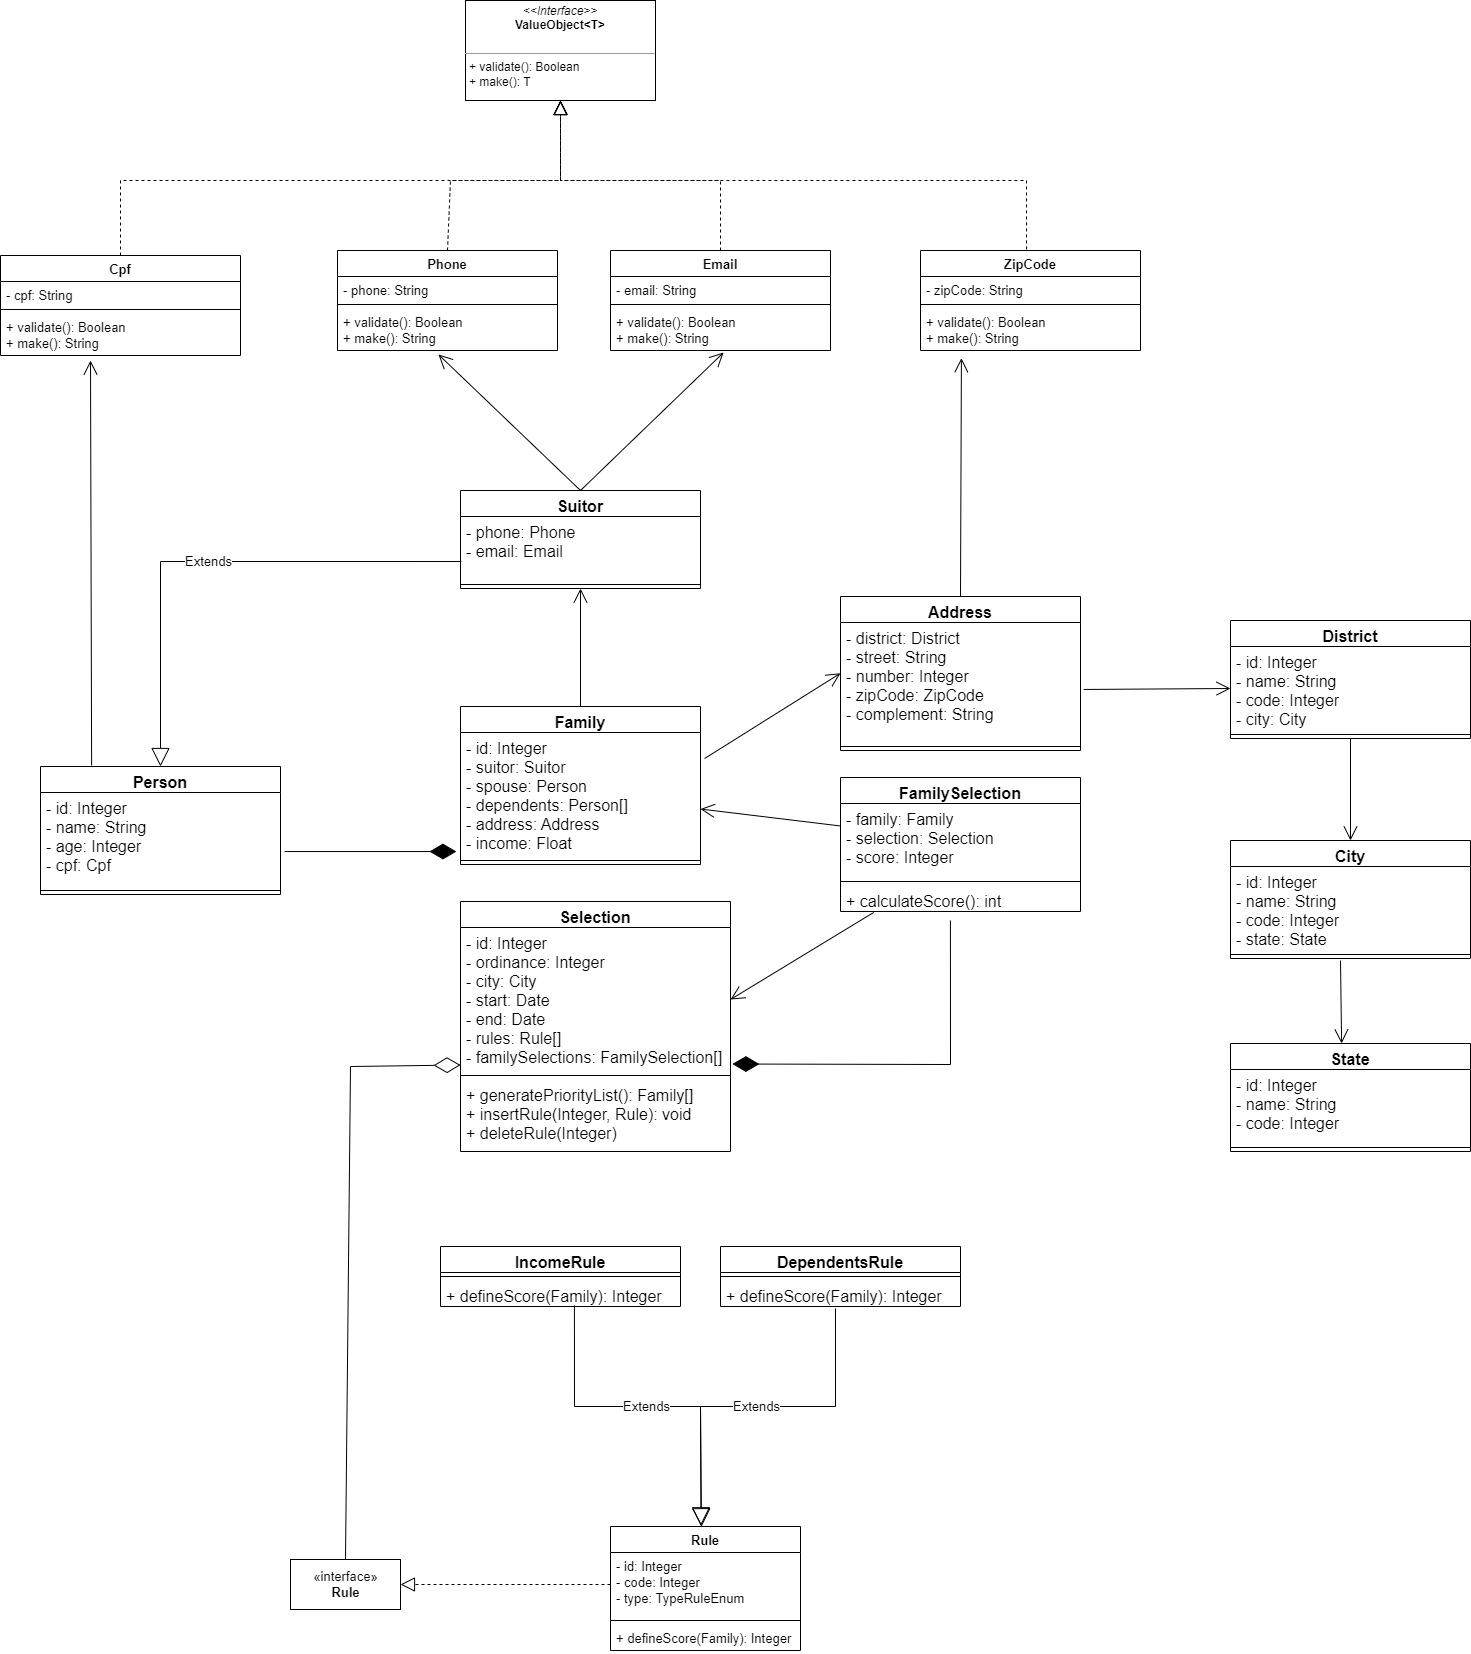 <<Interface>>
ValueObject<T>
+ validate(): Boolean
+ make(): T
Cpf
- cpf: String
+ validate(): Boolean
+ make(): String
Phone
- phone: String
+ validate(): Boolean
+ make(): String
Email
- email: String
+ validate(): Boolean
+ make(): String
ZipCode
- zipCode: String
+ validate(): Boolean
+ make(): String
Suitor
- phone: Phone
- email: Email
Extends
Address
- district: District
- street: String
- number: Integer
- zipCode: ZipCode
- complement: String
District
- id: Integer
- name: String
- code: Integer
- city: City
Family
- id: Integer
- suitor: Suitor
- spouse: Person
- dependents: Person[]
- address: Address
- income: Float
Person
- id: Integer
- name: String
- age: Integer
- cpf: Cpf
FamilySelection
- family: Family
- selection: Selection
- score: Integer
+ calculateScore(): int
City
- id: Integer
- name: String
- code: Integer
- state: State
Selection
- id: Integer
- ordinance: Integer
- city: City
- start: Date
- end: Date
- rules: Rule[]
- familySelections: FamilySelection[]
+ generatePriorityList(): Family[]
+ insertRule(Integer, Rule): void
+ deleteRule(Integer)
State
- id: Integer
- name: String
- code: Integer
IncomeRule
+ defineScore(Family): Integer
DependentsRule
+ defineScore(Family): Integer
Extends
Extends
Rule
- id: Integer
- code: Integer
- type: TypeRuleEnum
+ defineScore(Family): Integer
«interface»
Rule